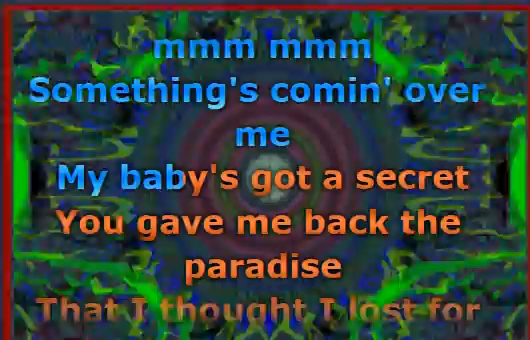 mmm mmm
Something's comin' over
me
My baby's got a secret
You gave me back the
paradise
That I thought I lost for